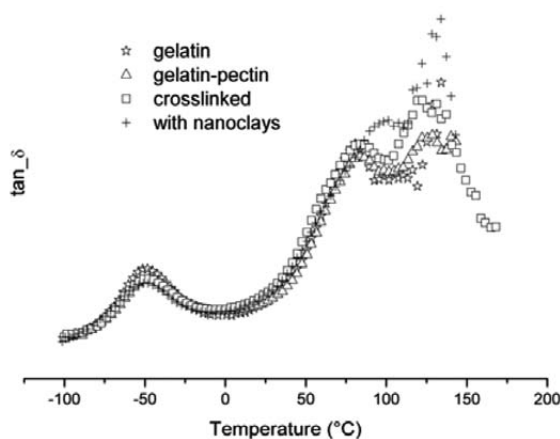 gelatin
gelatin-pectin
crosslinked
with nanoclays
tan_δ
-100 -50 0 50 100 150 200
Temperature (°C)